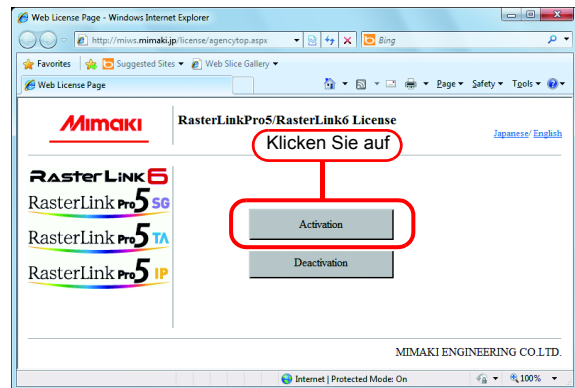 Web License Page - Windows Internet Explorer
http://miws.mimaki.jp/license/agencytop.aspx
Bing
Favorites
Suggested Sites
Web Slice Gallery
Web License Page
Page
Safety
Tools
Mimaki
RasterLinkPro5/RasterLink6 License
Japanese/English
Klicken Sie auf
RasterLink6
RasterLink Pro5 SG
RasterLink Pro5 TA
RasterLink Pro5 IP
Activation
Deactivation
MIMAKI ENGINEERING CO.LTD.
Internet | Protected Mode: On
100%